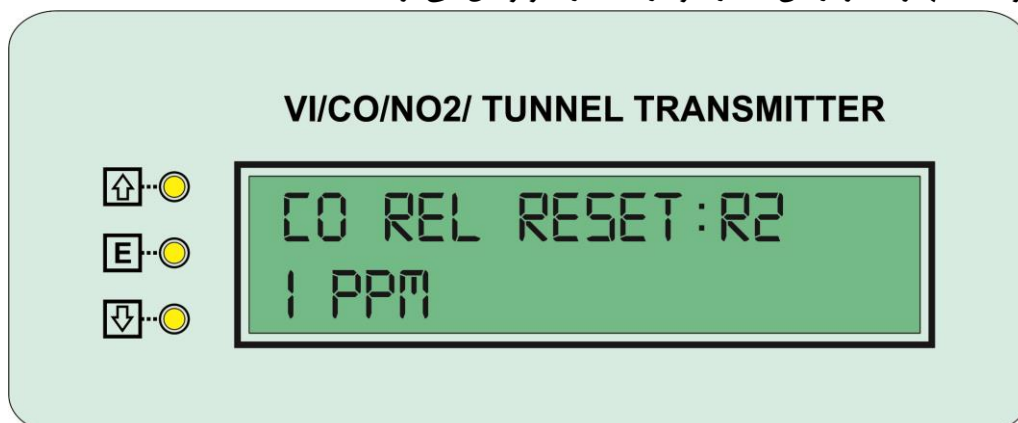 VI/CO/NO2/ TUNNEL TRANSMITTER
CO REL RESET:R2
E
1 PPM